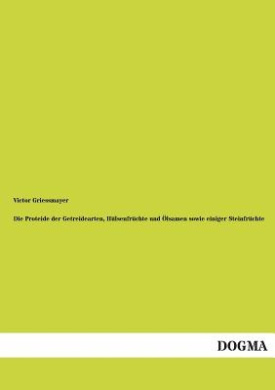 Victor Griessmayer
Die Proteide der Getreidearten, Hülsenfrüchte und Ölsamen sowie einiger Steinfrüchte
DOGMA